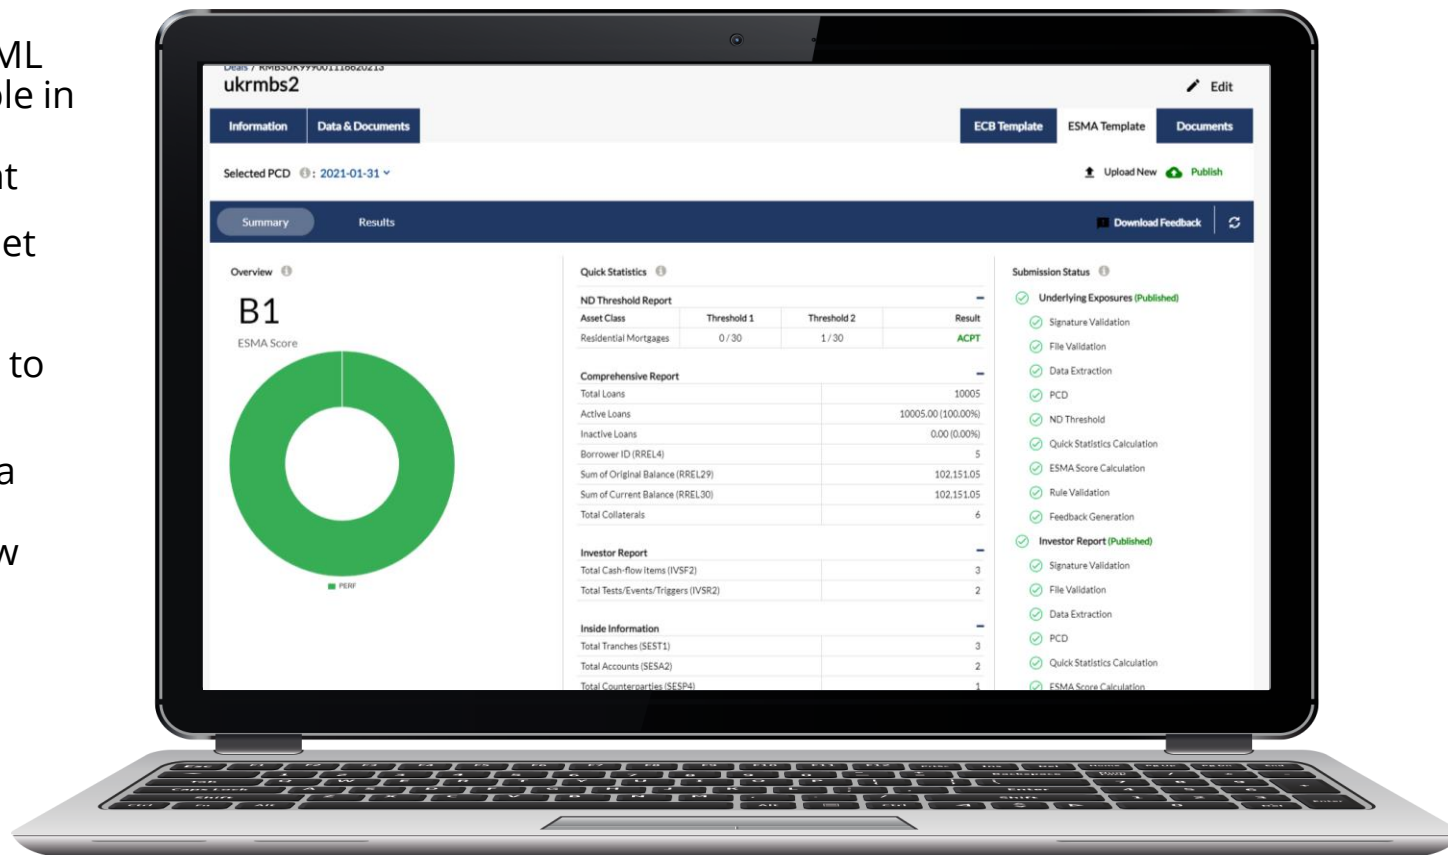 ML
ole in
nt
et
to
a
w
Deals / RMBSUK999001118620213
ukrmbs2
Edit
Information Data & Documents
ECB Template ESMA Template Documents
Selected PCD : 2021-01-31
Upload New Publish
Summary Results
Download Feedback
Overview
B1
ESMA Score
PERF
Quick Statistics
ND Threshold Report
Asset Class Threshold 1 Threshold 2 Result
Residential Mortgages 0 / 30 1 / 30 ACPT
Comprehensive Report
Total Loans 10005
Active Loans 10005.00 (100.00%)
Inactive Loans 0.00 (0.00%)
Borrower ID (RREL4) 5
Sum of Original Balance (RREL29) 102,151.05
Sum of Current Balance (RREL30) 102,151.05
Total Collaterals 6
Investor Report
Total Cash-flow Items (IVSF2) 3
Total Tests/Events/Triggers (IVSR2) 2
Inside Information
Total Tranches (SEST1) 3
Total Accounts (SESA2) 2
Total Counterparties (SESP4) 1
Submission Status
Underlying Exposures (Published)
Signature Validation
File Validation
Data Extraction
PCD
ND Threshold
Quick Statistics Calculation
ESMA Score Calculation
Rule Validation
Feedback Generation
Investor Report (Published)
Signature Validation
File Validation
Data Extraction
PCD
Quick Statistics Calculation
ESMA Score Calculation